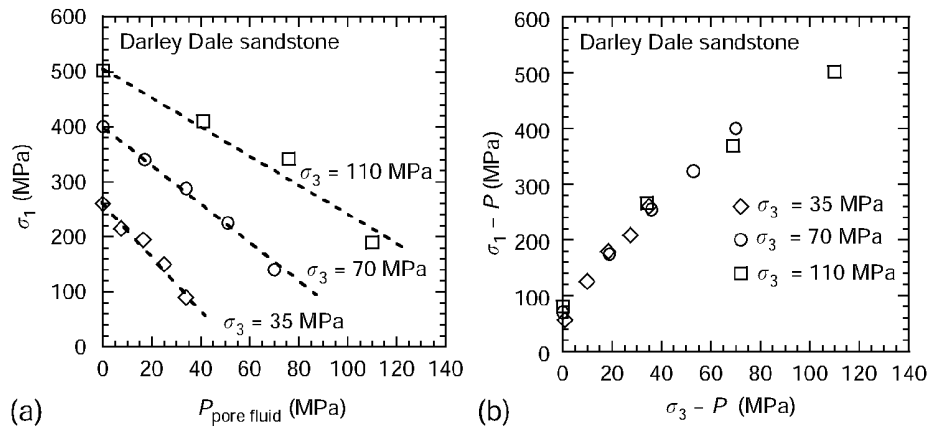 Darley Dale sandstone
600
500
400
300
200
100
0
σ₁ (MPa)
σ₃ = 110 MPa
σ₃ = 70 MPa
σ₃ = 35 MPa
0 20 40 60 80 100 120 140
P pore fluid (MPa)
(a)
Darley Dale sandstone
600
500
400
300
200
100
0
σ₁ – P (MPa)
σ₃ = 35 MPa
σ₃ = 70 MPa
σ₃ = 110 MPa
0 20 40 60 80 100 120 140
σ₃ – P (MPa)
(b)